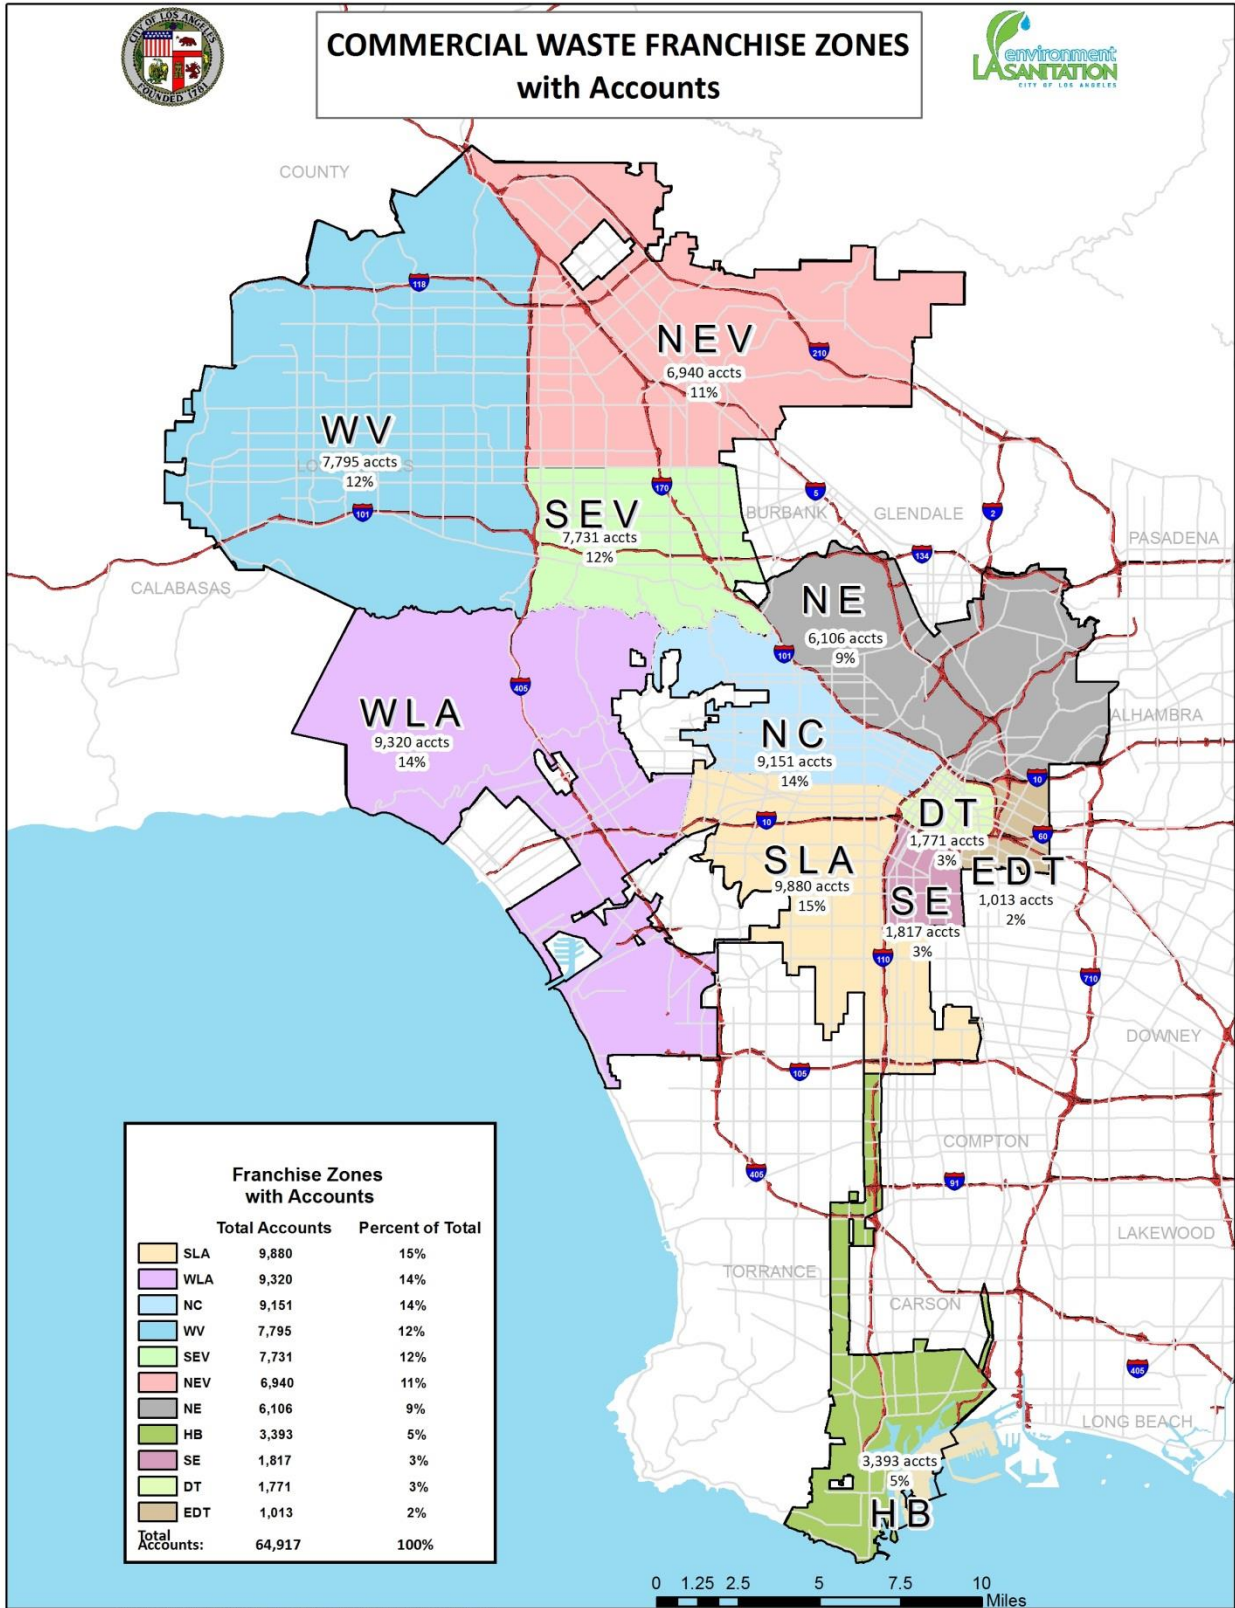 CITY OF LOS ANGELES
FOUNDED 1781
COMMERCIAL WASTE FRANCHISE ZONES
with Accounts
environment
LA SANITATION
CITY OF LOS ANGELES
COUNTY
118
NEV
6,940 accts
11%
210
WV
7,795 accts
12%
101
SEV
7,731 accts
12%
170
5
2
BURBANK
GLENDALE
134
PASADENA
CALABASAS
NE
6,106 accts
9%
101
405
WLA
9,320 accts
14%
NC
9,151 accts
14%
ALHAMBRA
10
DT
1,771 accts
3%
10
60
SLA
9,880 accts
15%
EDT
1,013 accts
2%
SE
1,817 accts
3%
110
710
DOWNEY
105
COMPTON
405
91
LAKEWOOD
TORRANCE
CARSON
405
LONG BEACH
3,393 accts
5%
HB
Franchise Zones
with Accounts
Total Accounts Percent of Total
SLA 9,880 15%
WLA 9,320 14%
NC 9,151 14%
WV 7,795 12%
SEV 7,731 12%
NEV 6,940 11%
NE 6,106 9%
HB 3,393 5%
SE 1,817 3%
DT 1,771 3%
EDT 1,013 2%
Total
Accounts: 64,917 100%
0 1.25 2.5 5 7.5 10
Miles